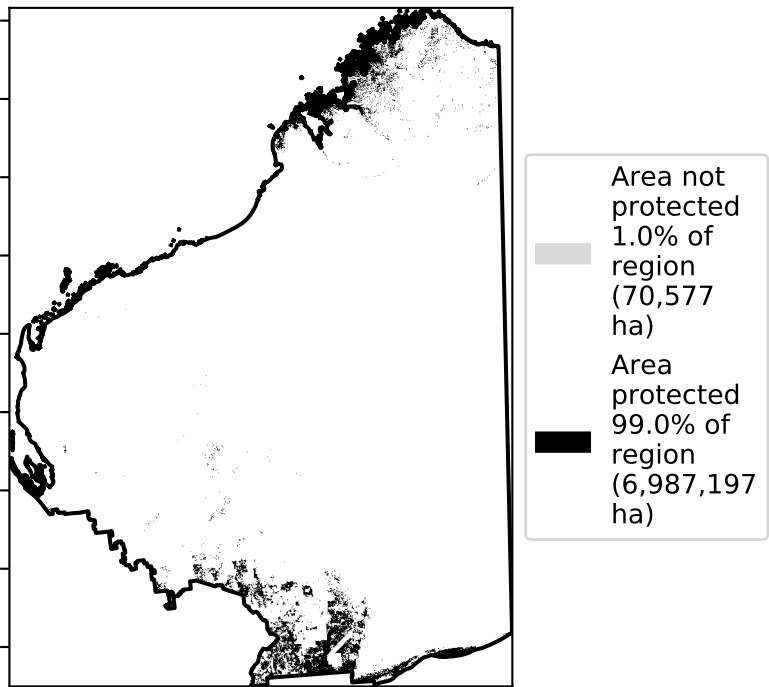 Area not
protected
1.0% of
region
(70,577
ha)
Area
protected
99.0% of
region
(6,987,197
ha)